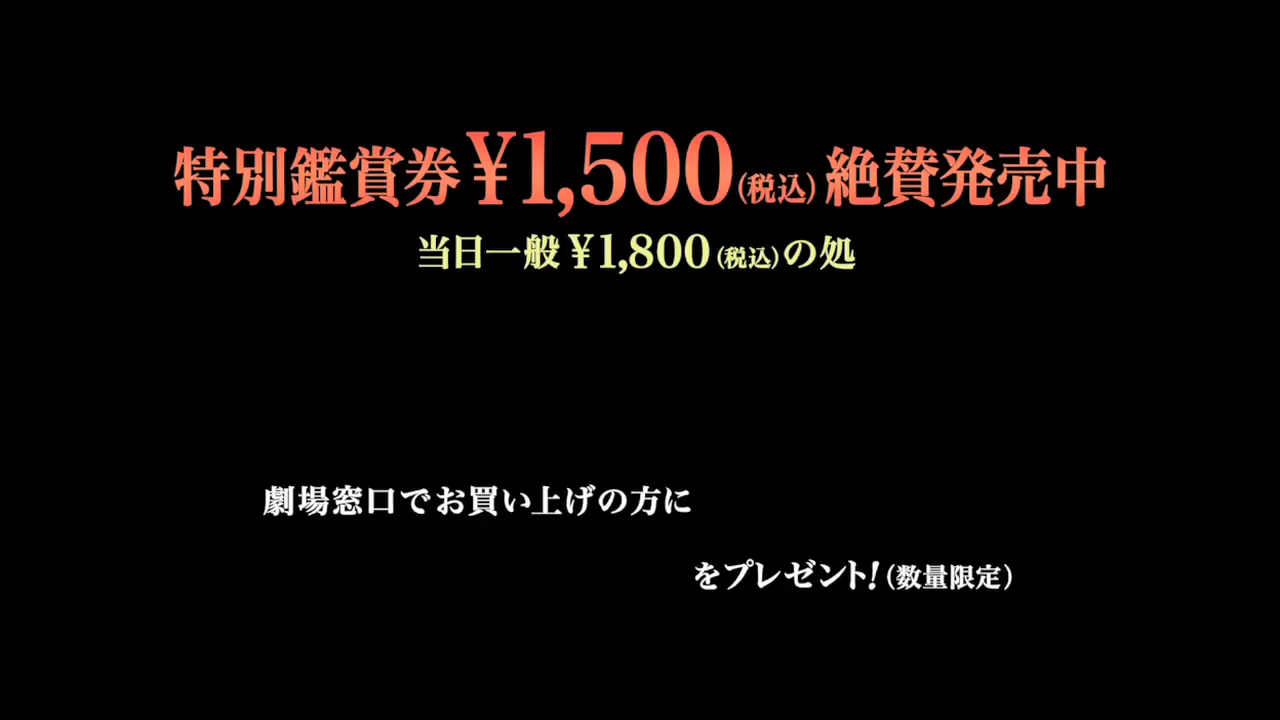 特別鑑賞券¥1,500(税込)絶賛発売中
当日一般¥1,800(税込)の処
劇場窓口でお買い上げの方に
をプレゼント!(数量限定)